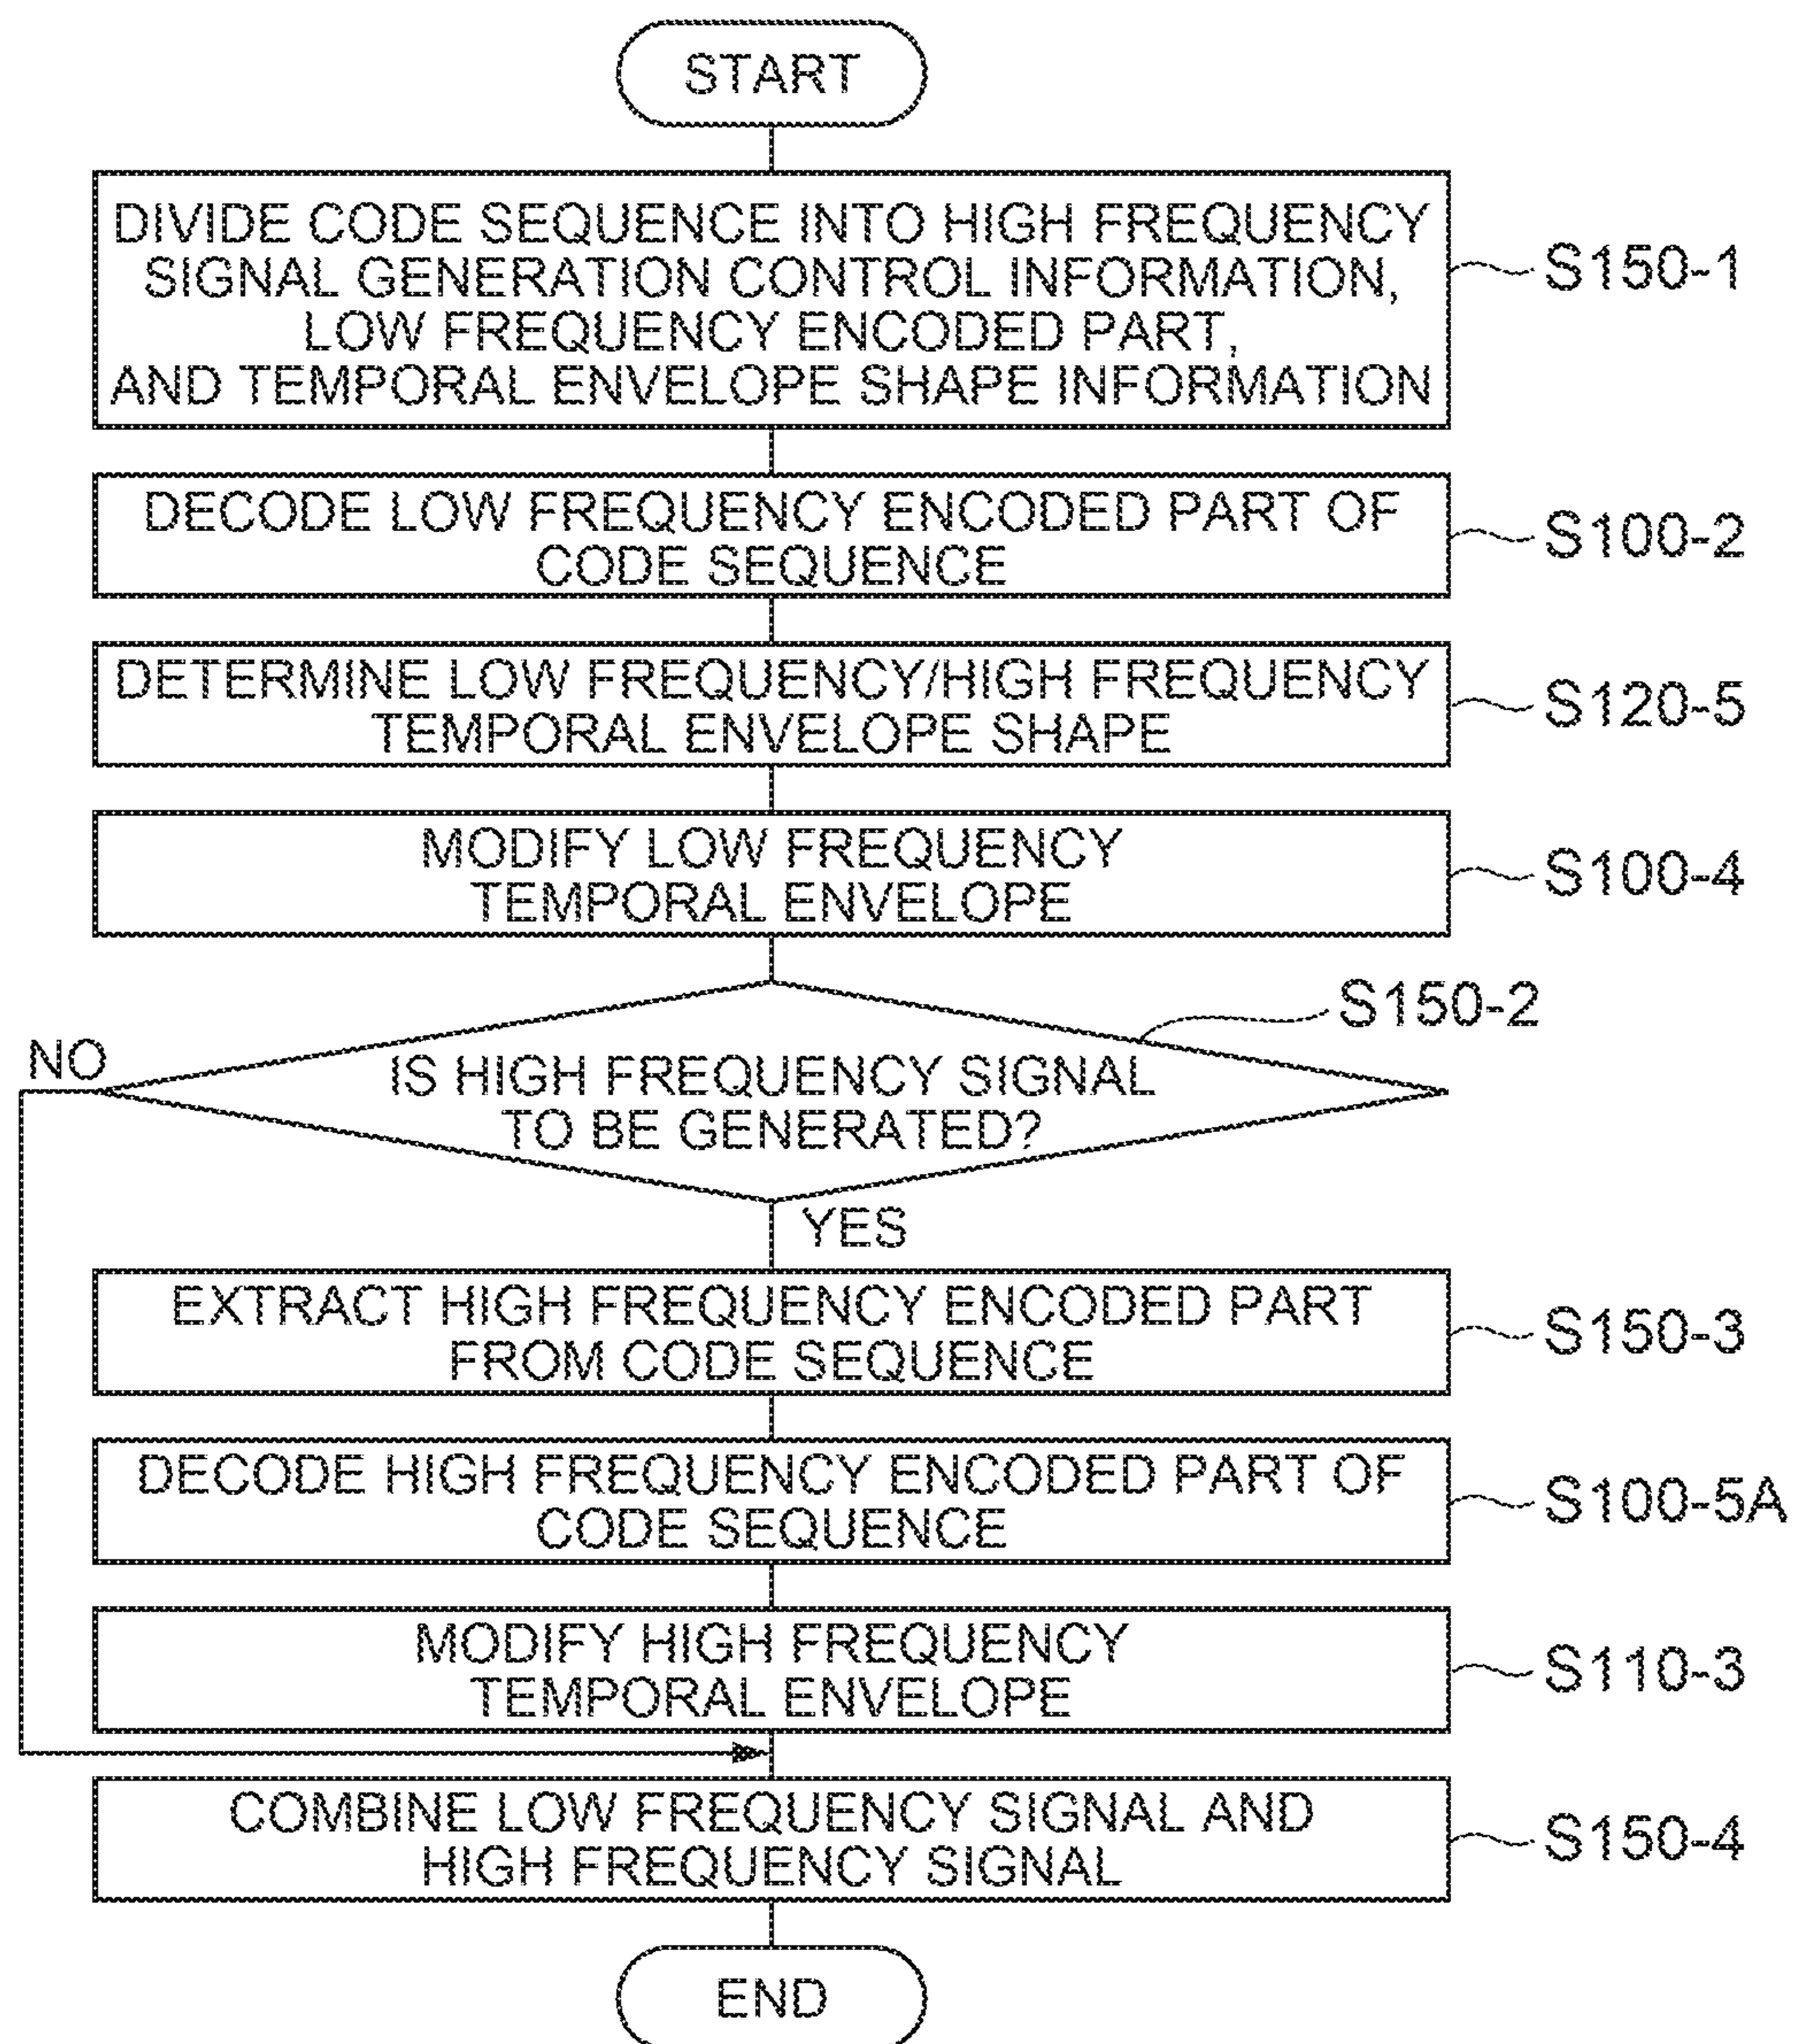 START
DIVIDE CODE SEQUENCE INTO HIGH FREQUENCY
SIGNAL GENERATION CONTROL INFORMATION,
LOW FREQUENCY ENCODED PART,
AND TEMPORAL ENVELOPE SHAPE INFORMATION
S150-1
DECODE LOW FREQUENCY ENCODED PART OF
CODE SEQUENCE
S100-2
DETERMINE LOW FREQUENCY/HIGH FREQUENCY
TEMPORAL ENVELOPE SHAPE
S120-5
MODIFY LOW FREQUENCY
TEMPORAL ENVELOPE
S100-4
S150-2
NO
IS HIGH FREQUENCY SIGNAL
TO BE GENERATED?
YES
EXTRACT HIGH FREQUENCY ENCODED PART
FROM CODE SEQUENCE
S150-3
DECODE HIGH FREQUENCY ENCODED PART OF
CODE SEQUENCE
S100-5A
MODIFY HIGH FREQUENCY
TEMPORAL ENVELOPE
S110-3
COMBINE LOW FREQUENCY SIGNAL AND
HIGH FREQUENCY SIGNAL
S150-4
END